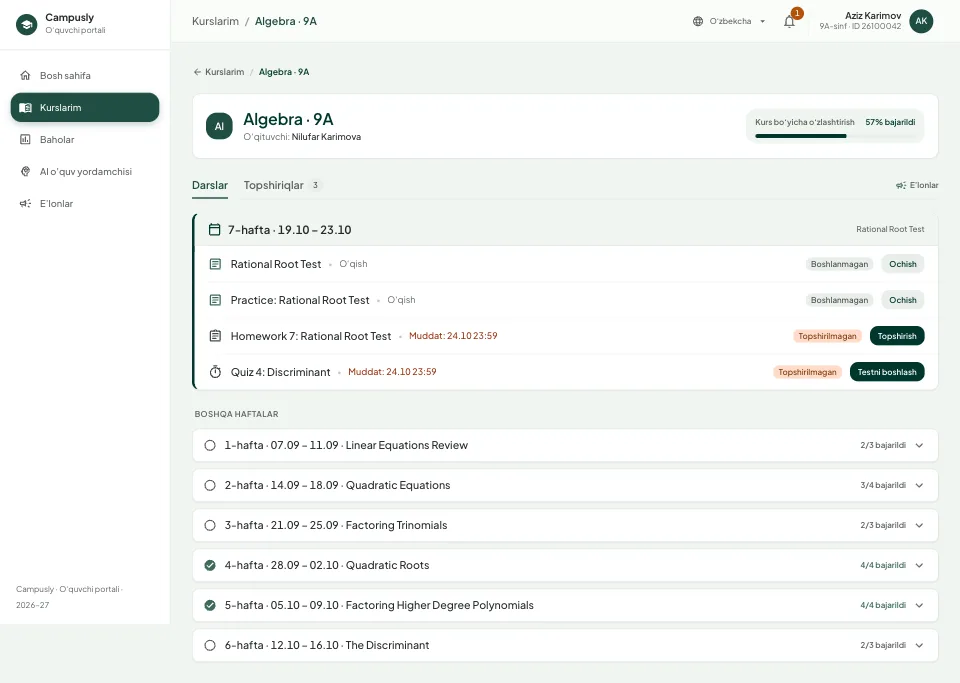 Campusly
O'quvchi portali
Kurslarim / Algebra · 9A
O'zbekcha
1
Aziz Karimov
9A-sinf · ID 26100042
AK
Bosh sahifa
Kurslarim
Baholar
AI o'quv yordamchisi
E'lonlar
← Kurslarim / Algebra · 9A
Al
Algebra · 9A
O'qituvchi: Nilufar Karimova
Kurs bo'yicha o'zlashtirish 57% bajarildi
Darslar
Topshiriqlar 3
E'lonlar
7-hafta · 19.10 – 23.10
Rational Root Test
Rational Root Test • O'qish
Boshlanmagan
Ochish
Practice: Rational Root Test • O'qish
Boshlanmagan
Ochish
Homework 7: Rational Root Test • Muddat: 24.10 23:59
Topshirilmagan
Topshirish
Quiz 4: Discriminant • Muddat: 24.10 23:59
Topshirilmagan
Testni boshlash
BOSHQA HAFTALAR
1-hafta · 07.09 – 11.09 · Linear Equations Review
2/3 bajarildi
2-hafta · 14.09 – 18.09 · Quadratic Equations
3/4 bajarildi
3-hafta · 21.09 – 25.09 · Factoring Trinomials
2/3 bajarildi
4-hafta · 28.09 – 02.10 · Quadratic Roots
4/4 bajarildi
5-hafta · 05.10 – 09.10 · Factoring Higher Degree Polynomials
4/4 bajarildi
6-hafta · 12.10 – 16.10 · The Discriminant
2/3 bajarildi
Campusly · O'quvchi portali ·
2026–27